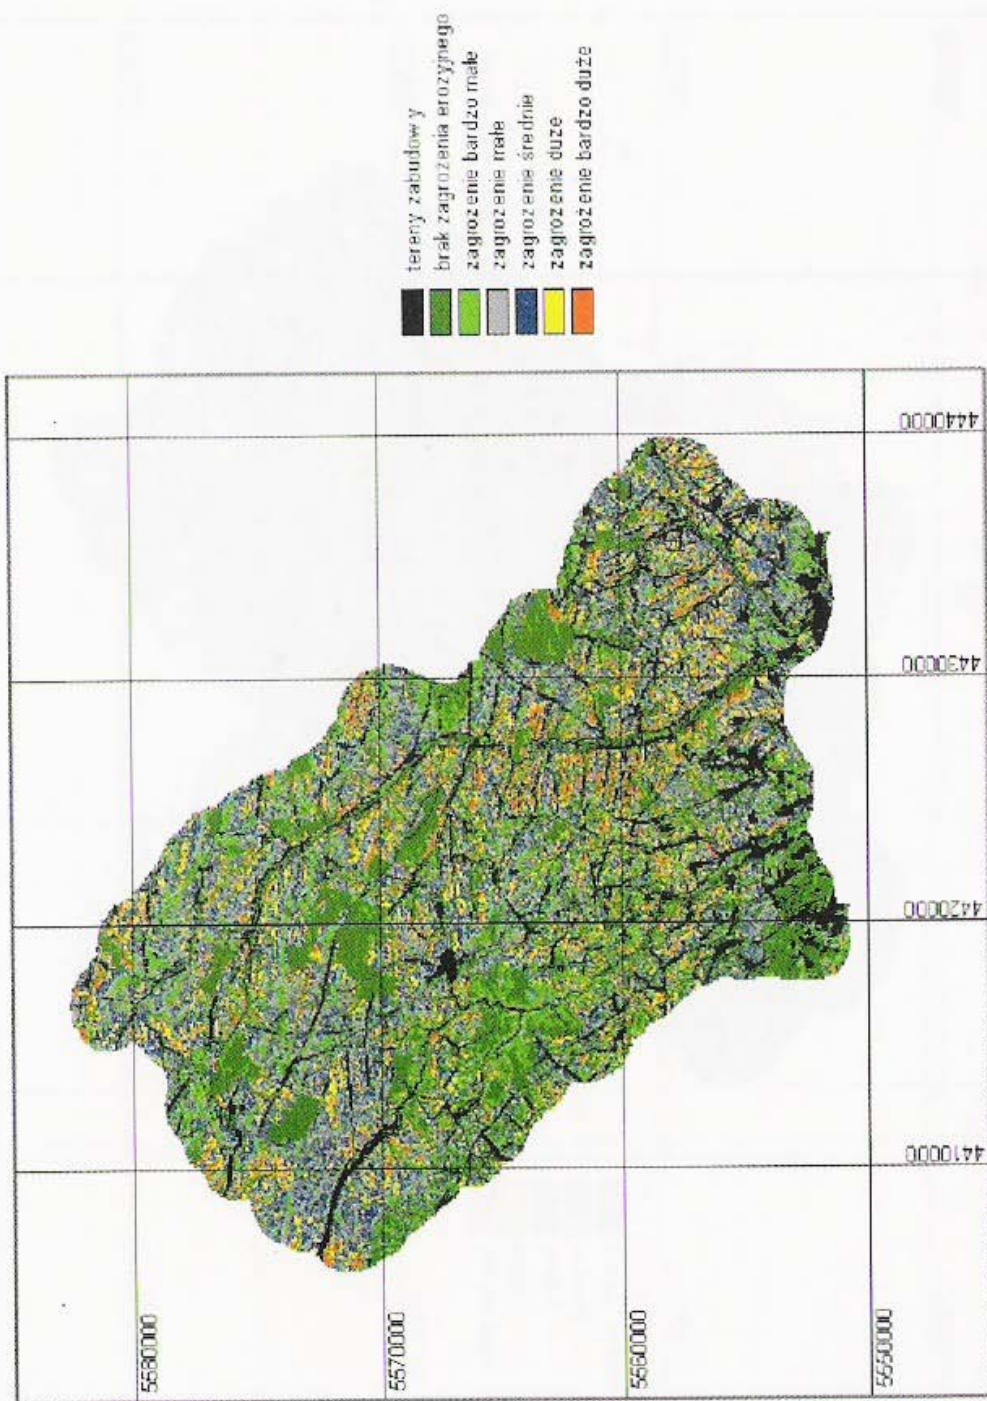 tereny zabudowy
brak zagrożenia erozyjnego
zagrożenie bardzo małe
zagrożenie małe
zagrożenie średnie
zagrożenie duże
zagrożenie bardzo duże
5580000
5570000
5560000
5550000
4410000
4420000
4430000
4440000